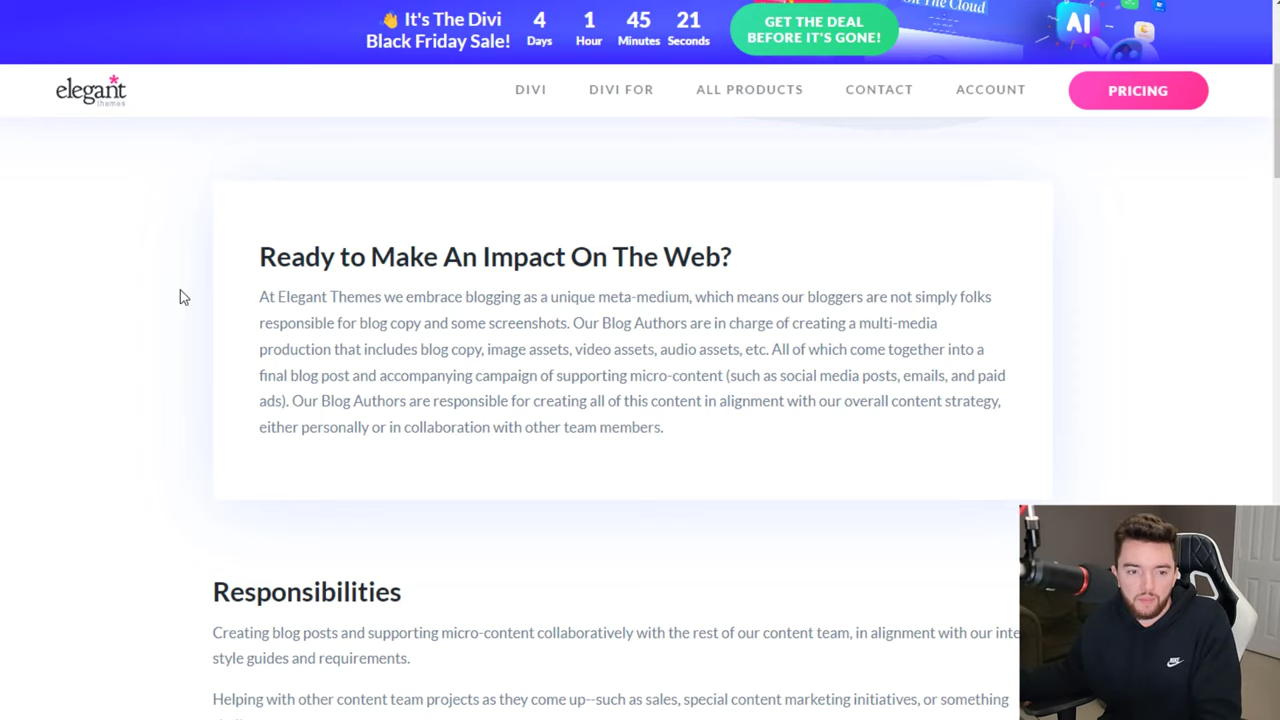 It's The Divi
Black Friday Sale!
4
Days
1
Hour
45
Minutes
21
Seconds
GET THE DEAL
BEFORE IT'S GONE!
The Cloud
AI
elegant
themes
DIVI
DIVI FOR
ALL PRODUCTS
CONTACT
ACCOUNT
PRICING
Ready to Make An Impact On The Web?
At Elegant Themes we embrace blogging as a unique meta-medium, which means our bloggers are not simply folks
responsible for blog copy and some screenshots. Our Blog Authors are in charge of creating a multi-media
production that includes blog copy, image assets, video assets, audio assets, etc. All of which come together into a
final blog post and accompanying campaign of supporting micro-content (such as social media posts, emails, and paid
ads). Our Blog Authors are responsible for creating all of this content in alignment with our overall content strategy,
either personally or in collaboration with other team members.
Responsibilities
Creating blog posts and supporting micro-content collaboratively with the rest of our content team, in alignment with our inte
style guides and requirements.
Helping with other content team projects as they come up--such as sales, special content marketing initiatives, or something